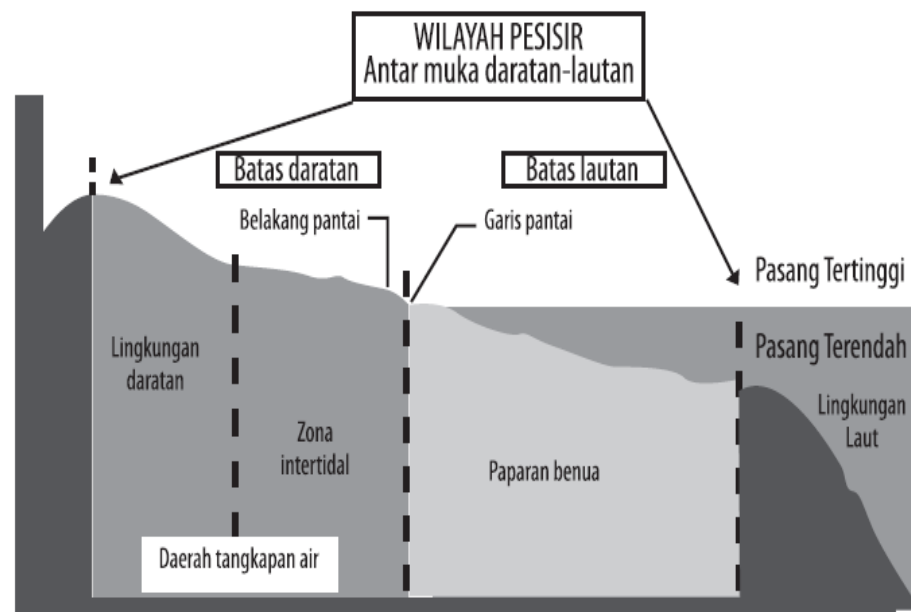 WILAYAH PESISIR
Antar muka daratan-lautan
Batas daratan
Batas lautan
Belakang pantai
Garis pantai
Pasang Tertinggi
Pasang Terendah
Lingkungan
daratan
Lingkungan
Laut
Zona
intertidal
Paparan benua
Daerah tangkapan air